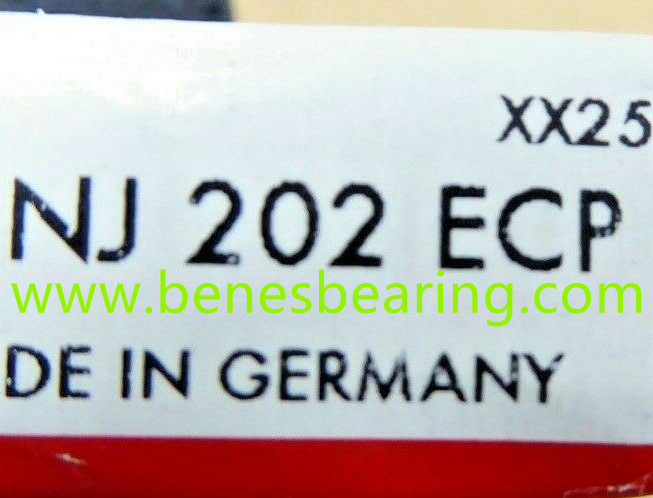 XX25
NJ 202 ECP
www.benesbearing.com
DE IN GERMANY